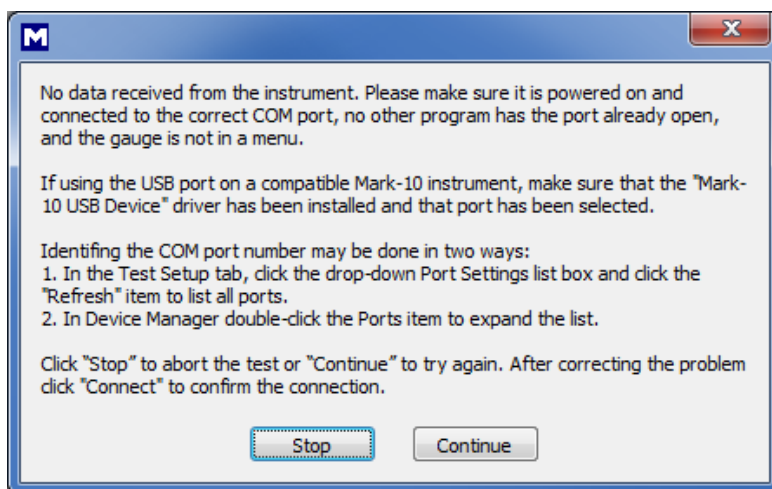 M
X
No data received from the instrument. Please make sure it is powered on and
connected to the correct COM port, no other program has the port already open,
and the gauge is not in a menu.
If using the USB port on a compatible Mark-10 instrument, make sure that the "Mark-
10 USB Device" driver has been installed and that port has been selected.
Identifing the COM port number may be done in two ways:
1. In the Test Setup tab, click the drop-down Port Settings list box and click the
"Refresh" item to list all ports.
2. In Device Manager double-click the Ports item to expand the list.
Click “Stop” to abort the test or “Continue” to try again. After correcting the problem
click "Connect" to confirm the connection.
Stop
Continue